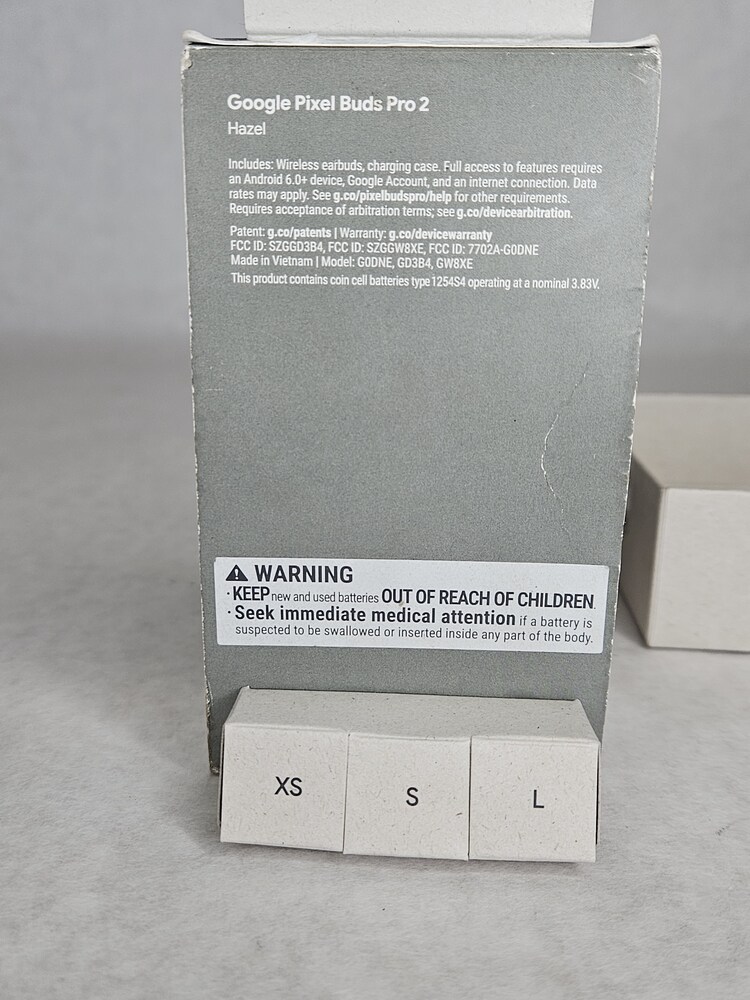 Google Pixel Buds Pro 2
Hazel
Includes: Wireless earbuds, charging case. Full access to features requires
an Android 6.0+ device, Google Account, and an internet connection. Data
rates may apply. See g.co/pixelbudspro/help for other requirements.
Requires acceptance of arbitration terms; see g.co/devicearbitration.
Patent: g.co/patents | Warranty: g.co/devicewarranty
FCC ID: SZGGD3B4, FCC ID: SZGGW8XE, FCC ID: 7702A-G0DNE
Made in Vietnam | Model: G0DNE, GD3B4, GW8XE
This product contains coin cell batteries type 1254S4 operating at a nominal 3.83V.
WARNING
· KEEP new and used batteries OUT OF REACH OF CHILDREN.
· Seek immediate medical attention if a battery is
suspected to be swallowed or inserted inside any part of the body.
XS S L